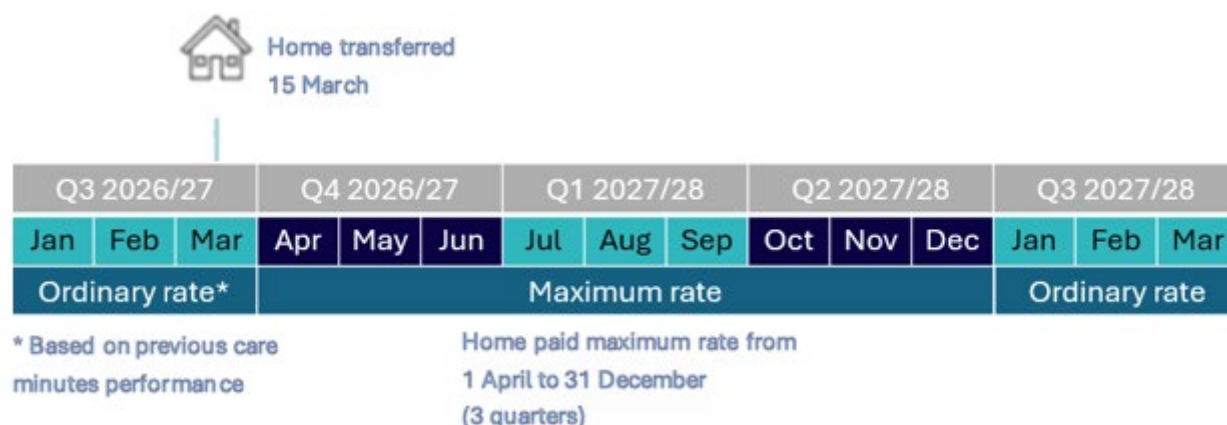 Home transferred
15 March
Q3 2026/27 Q4 2026/27 Q1 2027/28 Q2 2027/28 Q3 2027/28
Jan Feb Mar Apr May Jun Jul Aug Sep Oct Nov Dec Jan Feb Mar
Ordinary rate* Maximum rate Ordinary rate
* Based on previous care
minutes performance
Home paid maximum rate from
1 April to 31 December
(3 quarters)